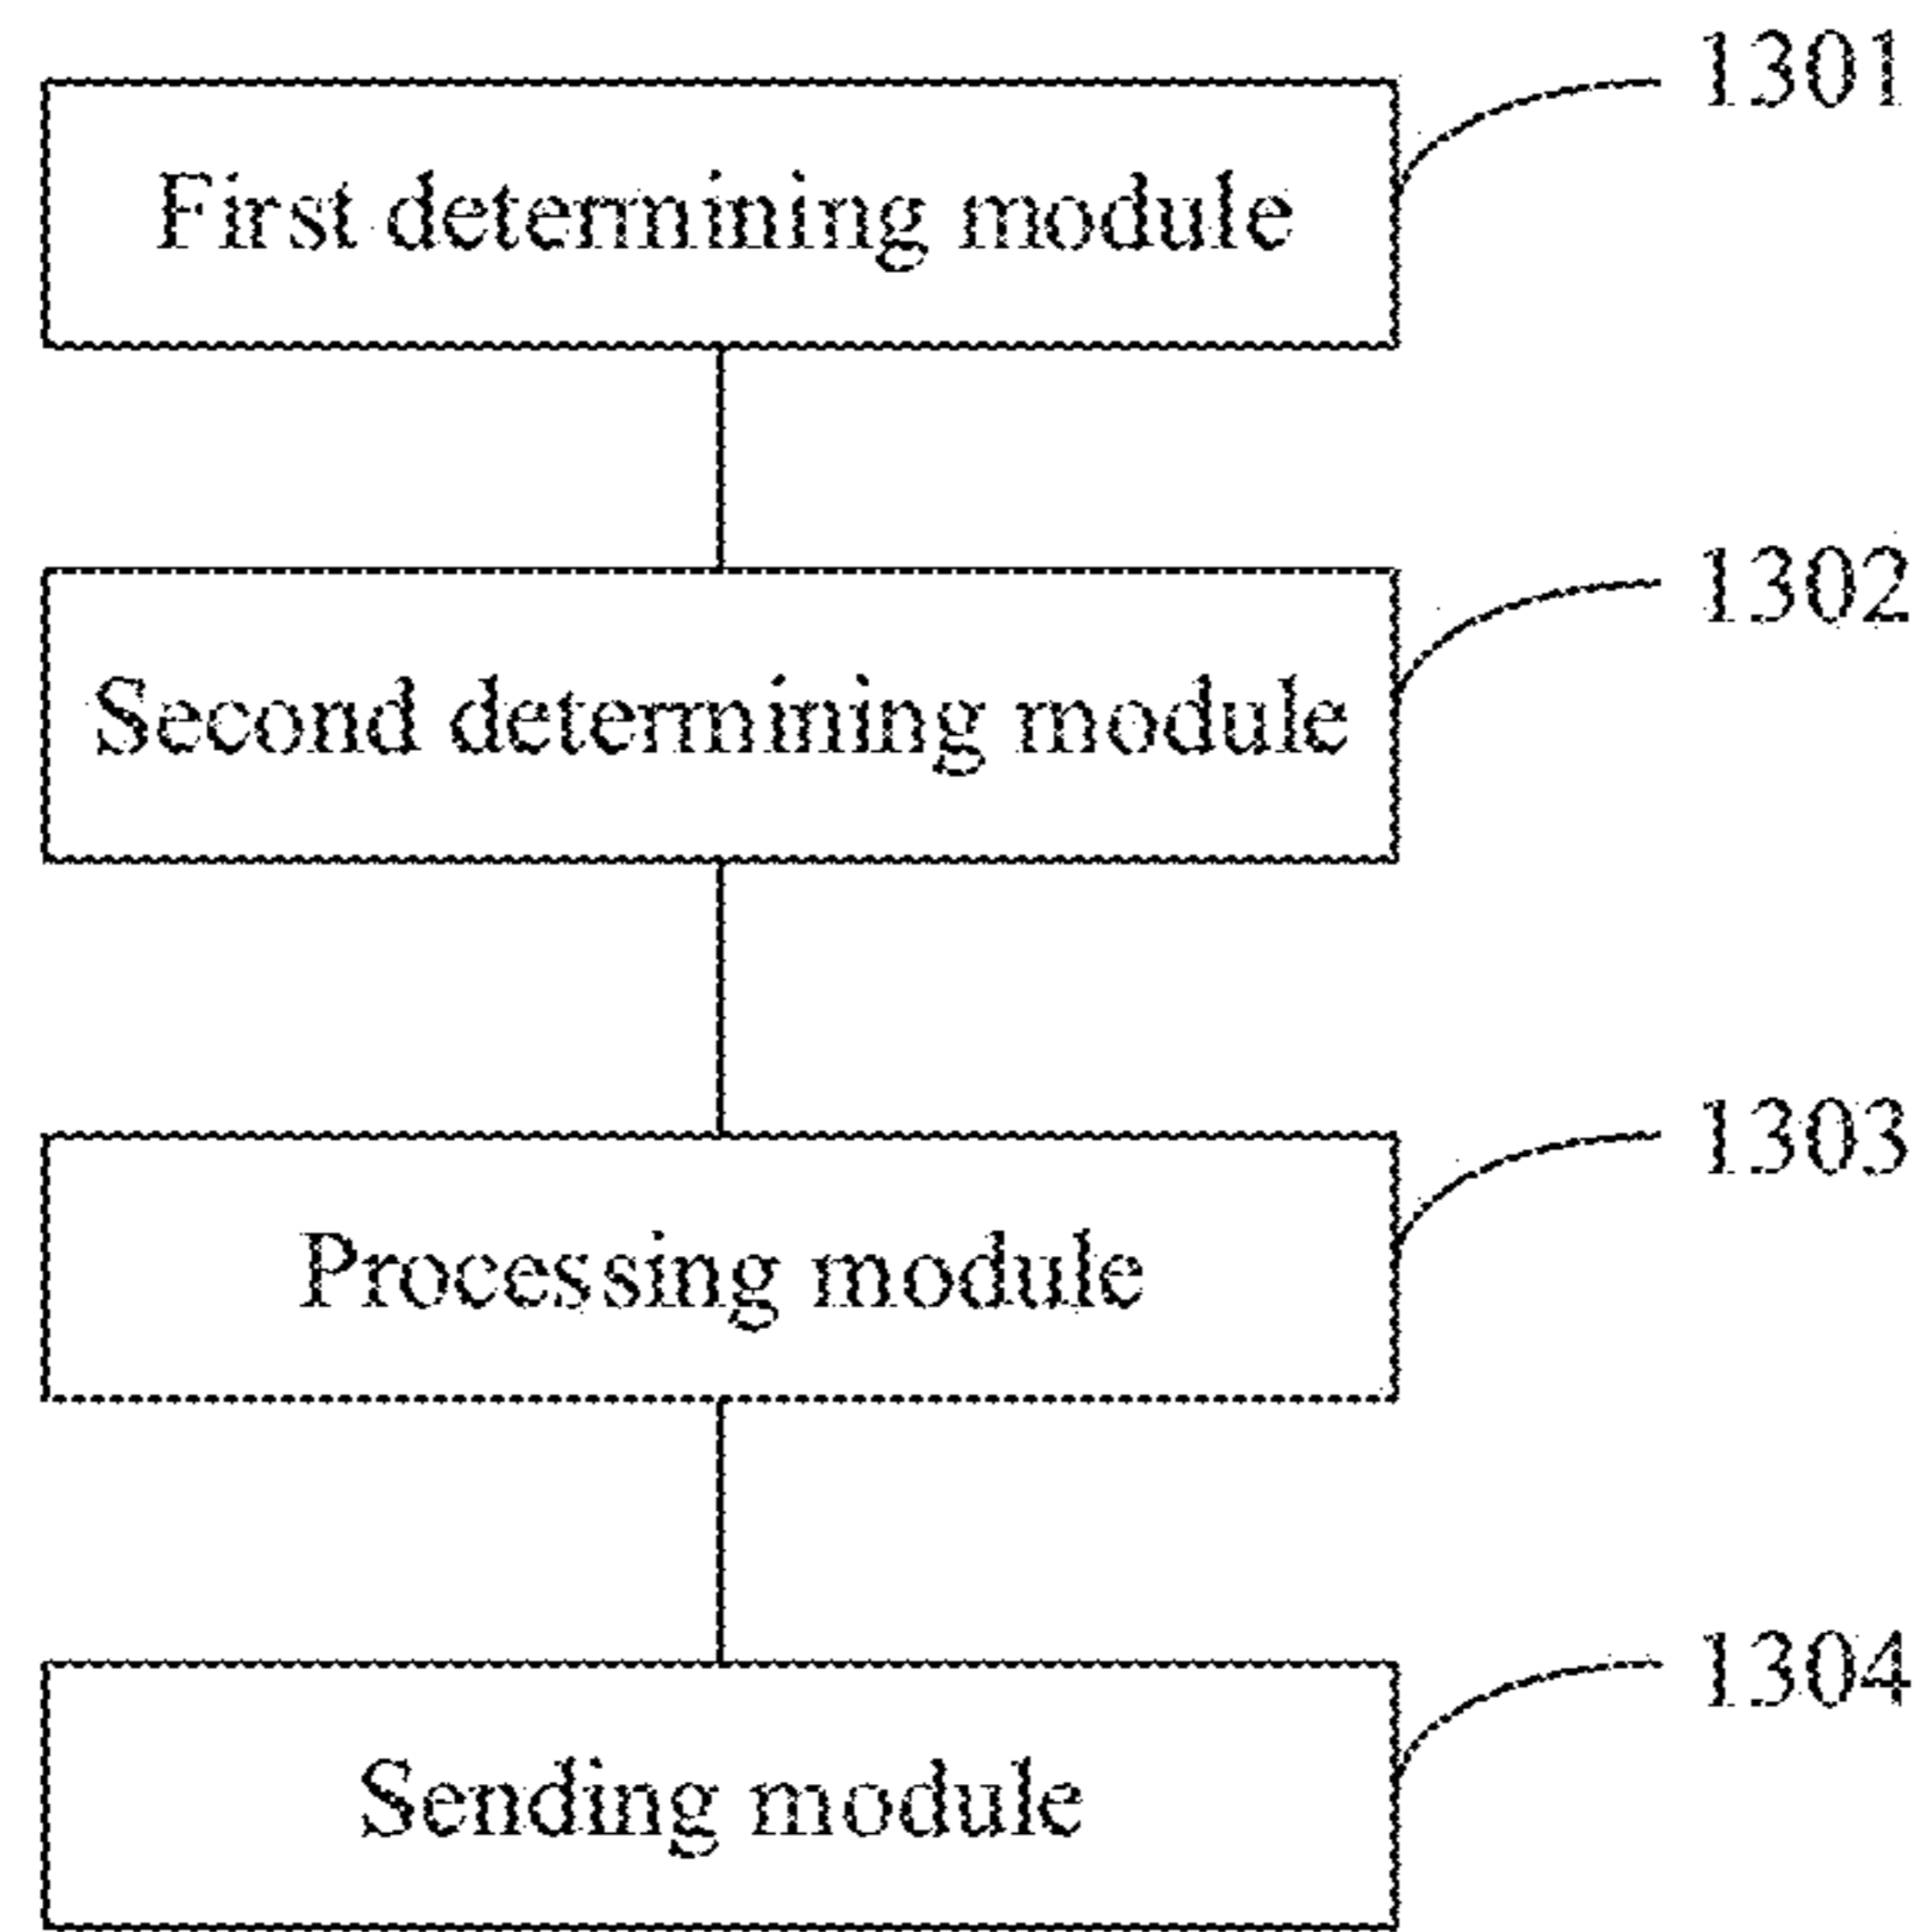 1301
First determining module
1302
Second determining module
1303
Processing module
1304
Sending module